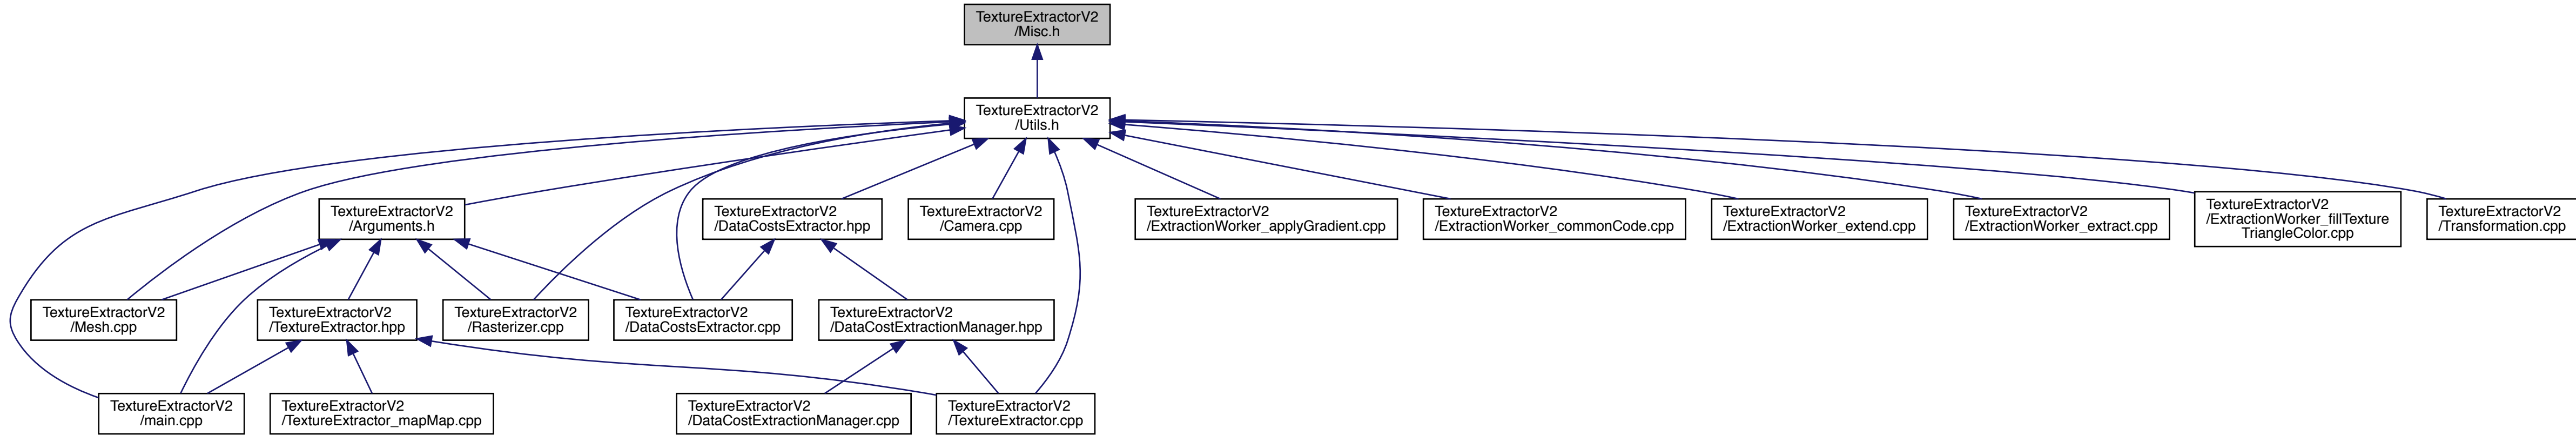 TextureExtractorV2
/Misc.h
TextureExtractorV2
/Utils.h
TextureExtractorV2
/Arguments.h
TextureExtractorV2
/DataCostsExtractor.hpp
TextureExtractorV2
/Camera.cpp
TextureExtractorV2
/ExtractionWorker_applyGradient.cpp
TextureExtractorV2
/ExtractionWorker_commonCode.cpp
TextureExtractorV2
/ExtractionWorker_extend.cpp
TextureExtractorV2
/ExtractionWorker_extract.cpp
TextureExtractorV2
/ExtractionWorker_fillTexture
TriangleColor.cpp
TextureExtractorV2
/Transformation.cpp
TextureExtractorV2
/Mesh.cpp
TextureExtractorV2
/TextureExtractor.hpp
TextureExtractorV2
/Rasterizer.cpp
TextureExtractorV2
/DataCostsExtractor.cpp
TextureExtractorV2
/DataCostExtractionManager.hpp
TextureExtractorV2
/main.cpp
TextureExtractorV2
/TextureExtractor_mapMap.cpp
TextureExtractorV2
/DataCostExtractionManager.cpp
TextureExtractorV2
/TextureExtractor.cpp